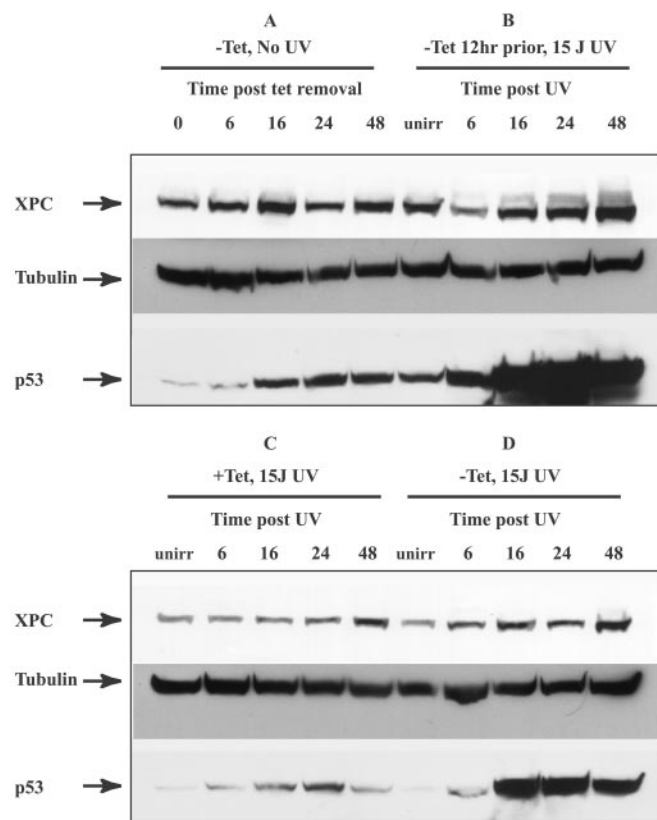 A B
-Tet, No UV -Tet 12hr prior, 15 J UV
Time post tet removal Time post UV
0 6 16 24 48 unirr 6 16 24 48
XPC
Tubulin
p53
C D
+Tet, 15J UV -Tet, 15J UV
Time post UV Time post UV
unirr 6 16 24 48 unirr 6 16 24 48
XPC
Tubulin
p53